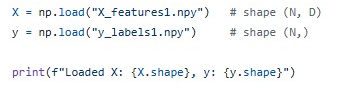 X = np.load("X_features1.npy")   # shape (N, D)
y = np.load("y_labels1.npy")     # shape (N,)
print(f"Loaded X: {X.shape}, y: {y.shape}")